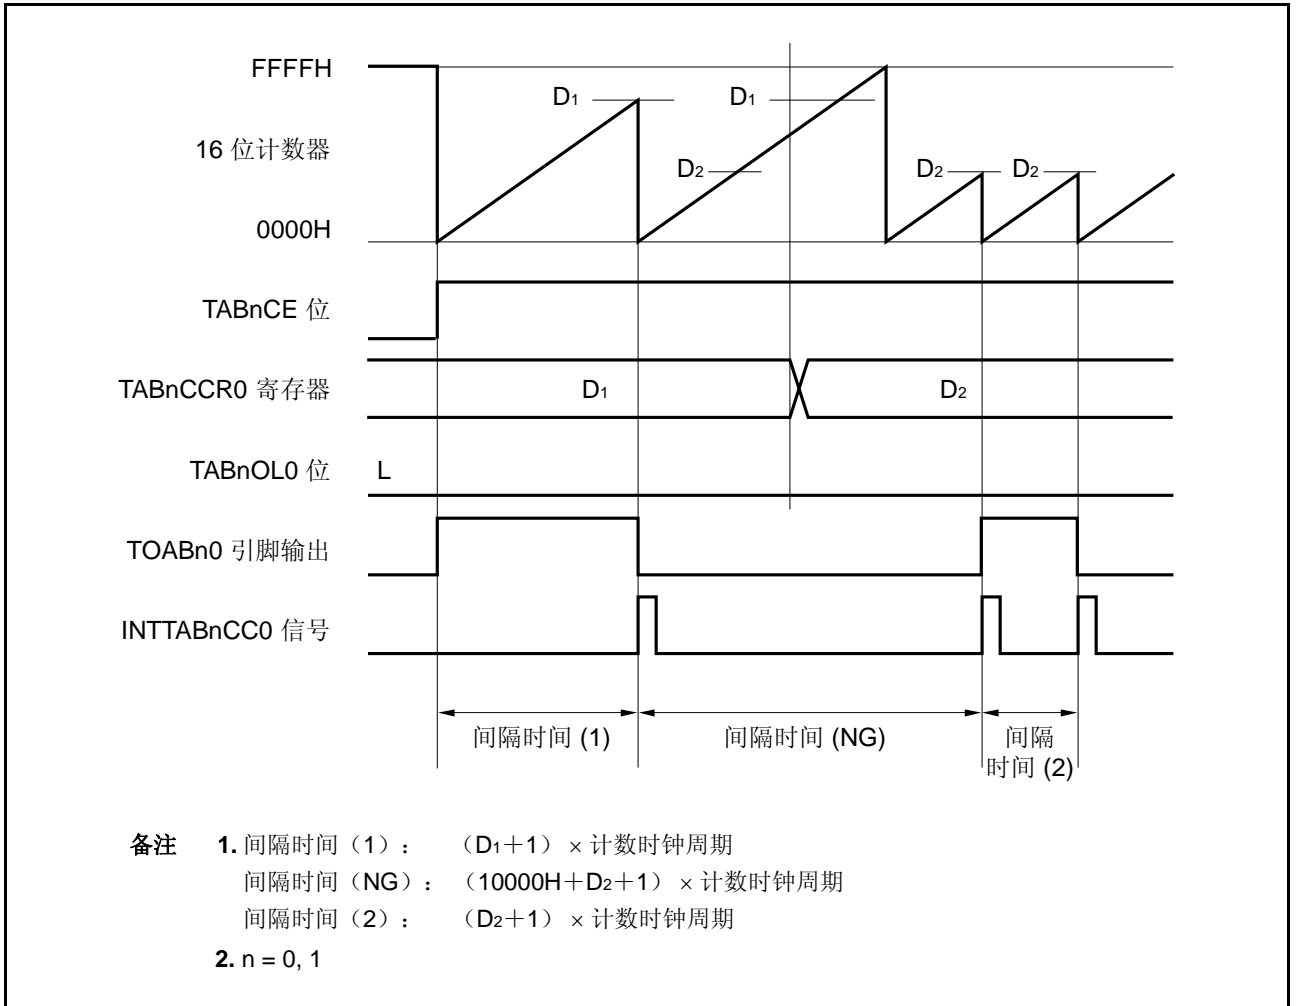 FFFFH
D1
D1
16 位计数器
D2
D2
D2
0000H
TABnCE 位
TABnCCR0 寄存器
D1
D2
TABnOL0 位
L
TOABn0 引脚输出
INTTABnCC0 信号
间隔时间 (1)
间隔时间 (NG)
间隔
时间 (2)
备注 1. 间隔时间（1）： （D1＋1）× 计数时钟周期
间隔时间（NG）： （10000H＋D2＋1）× 计数时钟周期
间隔时间（2）： （D2＋1）× 计数时钟周期
2. n = 0, 1